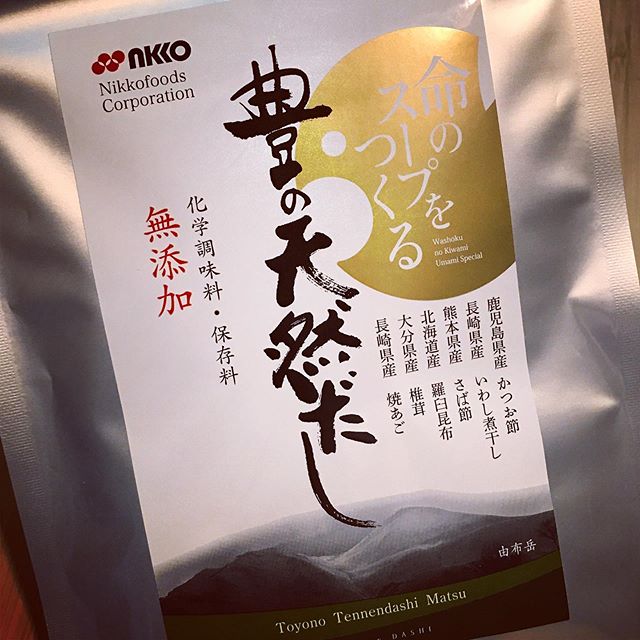 NKKO
Nikkofoods
Corporation
命の
スープを
つくる
Washoku
no Kiwami
Umami Special
豊の天然だし
化学調味料・保存料
無添加
鹿児島県産 かつお節
長崎県産 いわし煮干し
熊本県産 さば節
北海道産 羅臼昆布
大分県産 椎茸
長崎県産 焼あご
由布岳
Toyono Tennendashi Matsu
DASHI